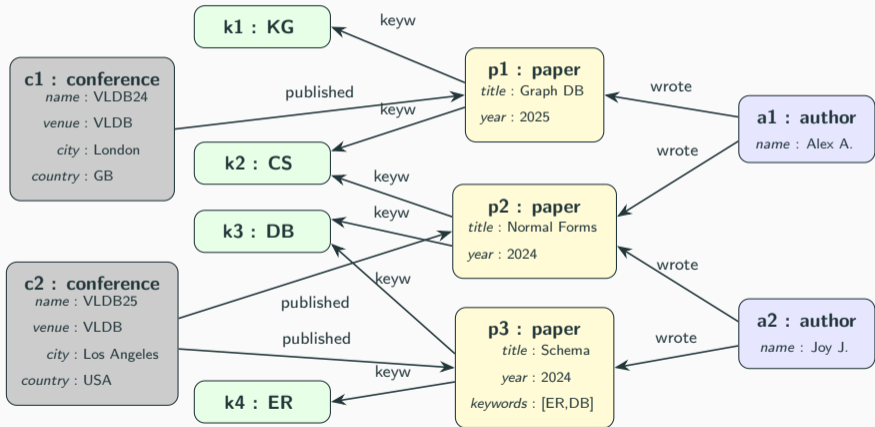 k1 : KG
keyw
c1 : conference
name : VLDB24
venue : VLDB
city : London
country : GB
published
keyw
p1 : paper
title : Graph DB
year : 2025
wrote
a1 : author
name : Alex A.
wrote
k2 : CS
keyw
k3 : DB
keyw
p2 : paper
title : Normal Forms
year : 2024
wrote
c2 : conference
name : VLDB25
venue : VLDB
city : Los Angeles
country : USA
keyw
published
published
keyw
k4 : ER
p3 : paper
title : Schema
year : 2024
keywords : [ER,DB]
wrote
a2 : author
name : Joy J.